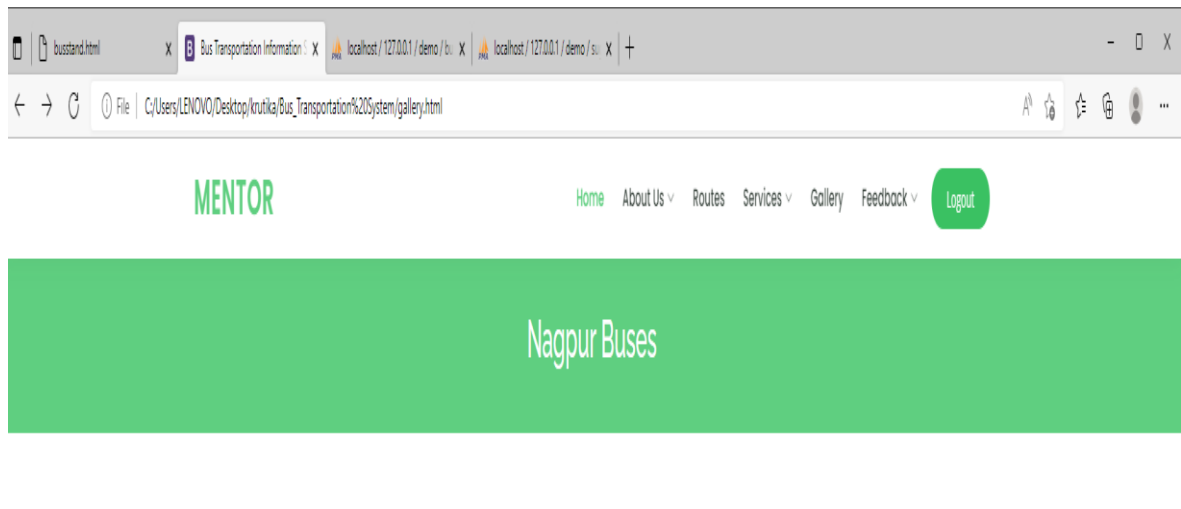 busstand.html
Bus Transportation Information S
localhost / 127.0.0.1 / demo / bu
localhost / 127.0.0.1 / demo / su
File C:/Users/LENOVO/Desktop/krutika/Bus_Transportation%20System/gallery.html
MENTOR Home About Us Routes Services Gallery Feedback Logout
Nagpur Buses